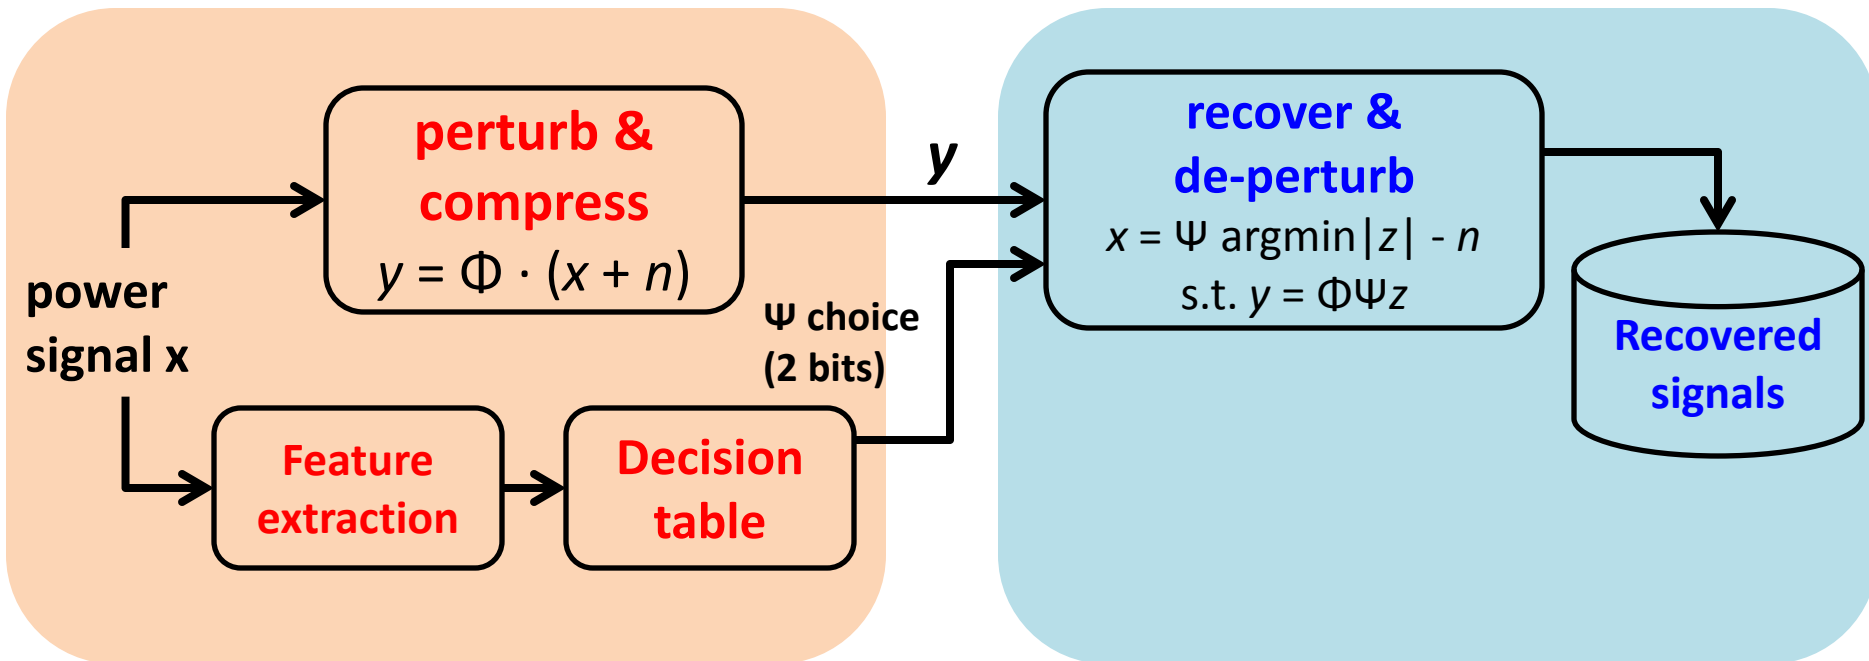 power
signal x
perturb &
compress
y = Φ · (x + n)
Feature
extraction
Decision
table
y
Ψ choice
(2 bits)
recover &
de-perturb
x = Ψ argmin|z| - n
s.t. y = ΦΨz
Recovered
signals